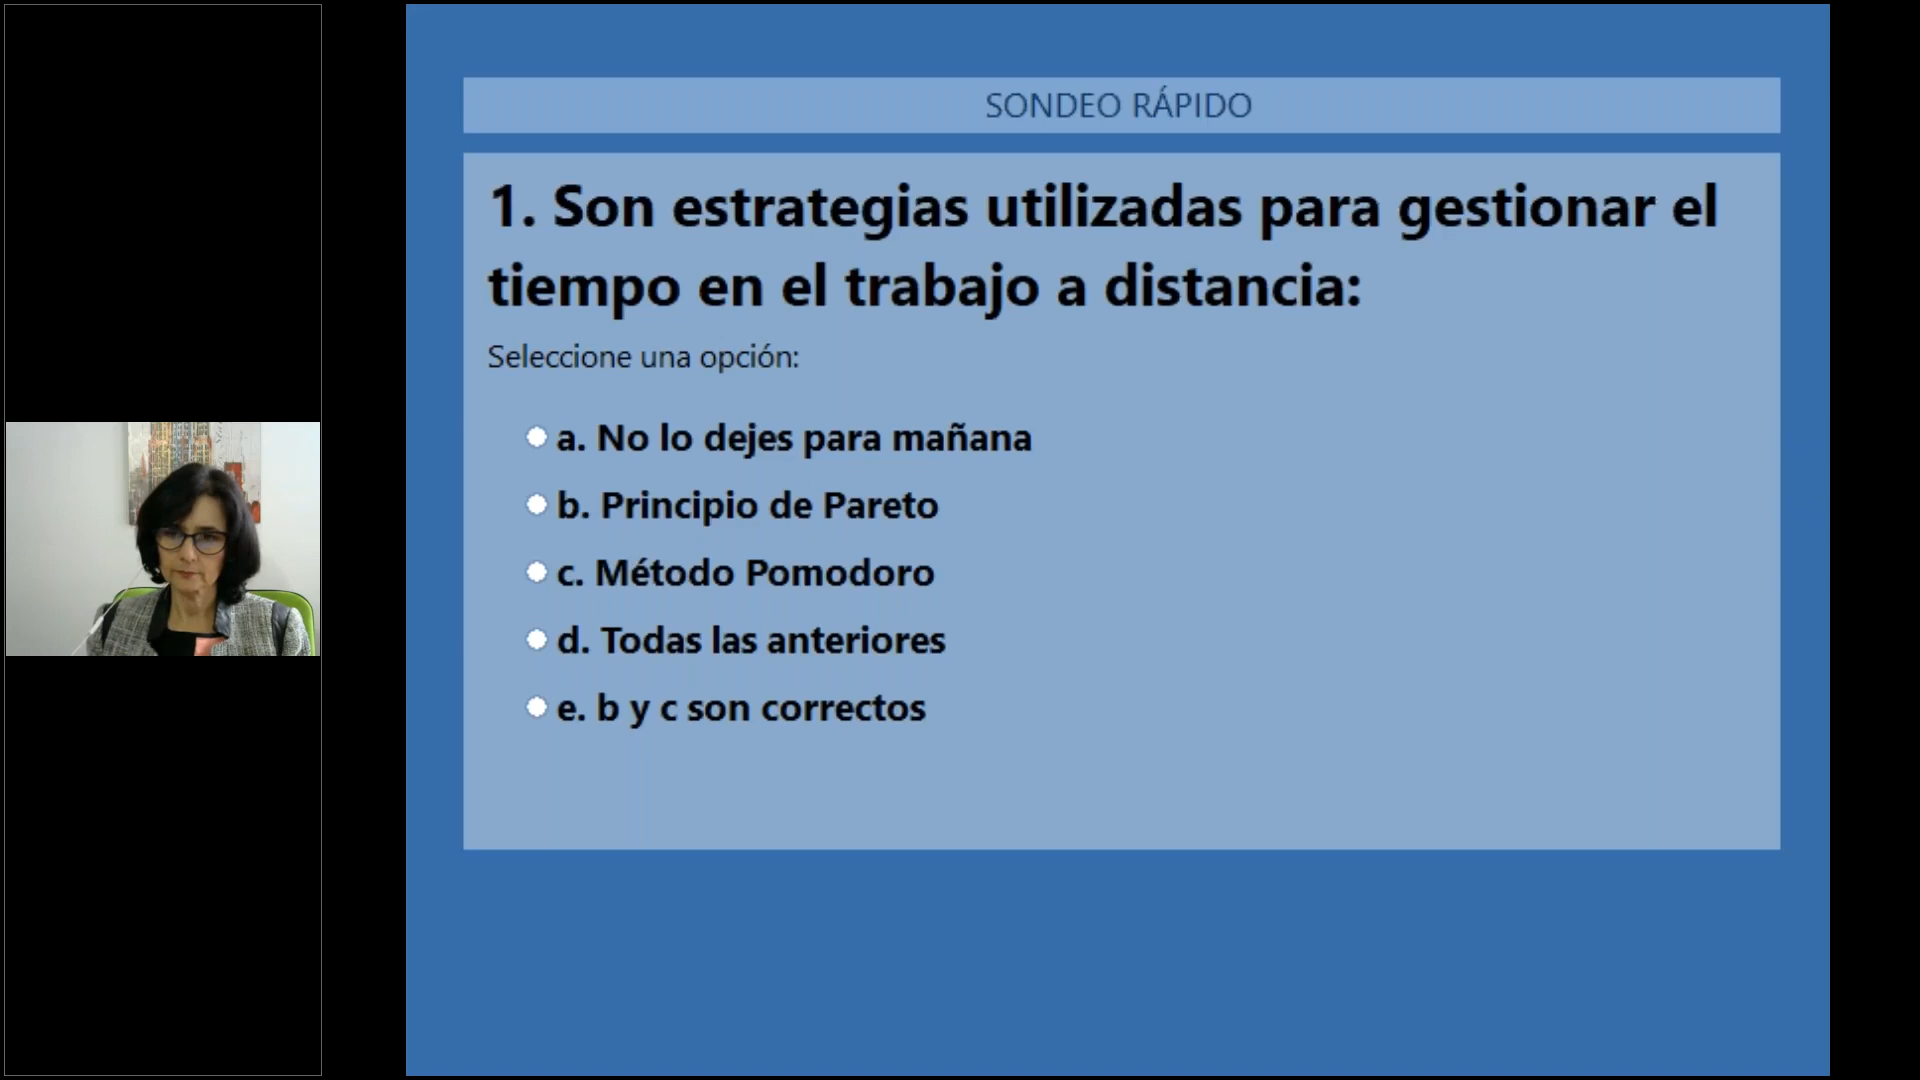 SONDEO RÁPIDO
1. Son estrategias utilizadas para gestionar el
tiempo en el trabajo a distancia:
Seleccione una opción:
a. No lo dejes para mañana
b. Principio de Pareto
c. Método Pomodoro
d. Todas las anteriores
e. b y c son correctos